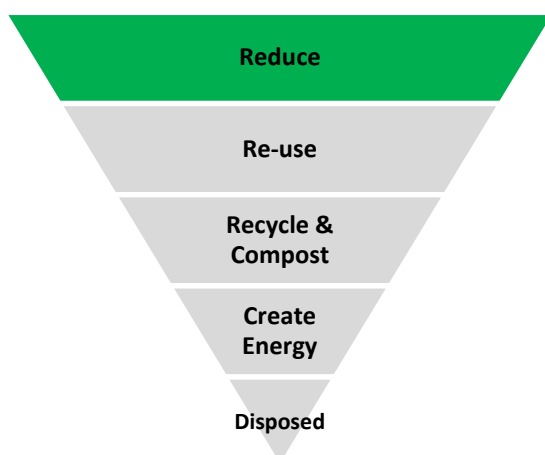 Reduce
Re-use
Recycle &
Compost
Create
Energy
Disposed